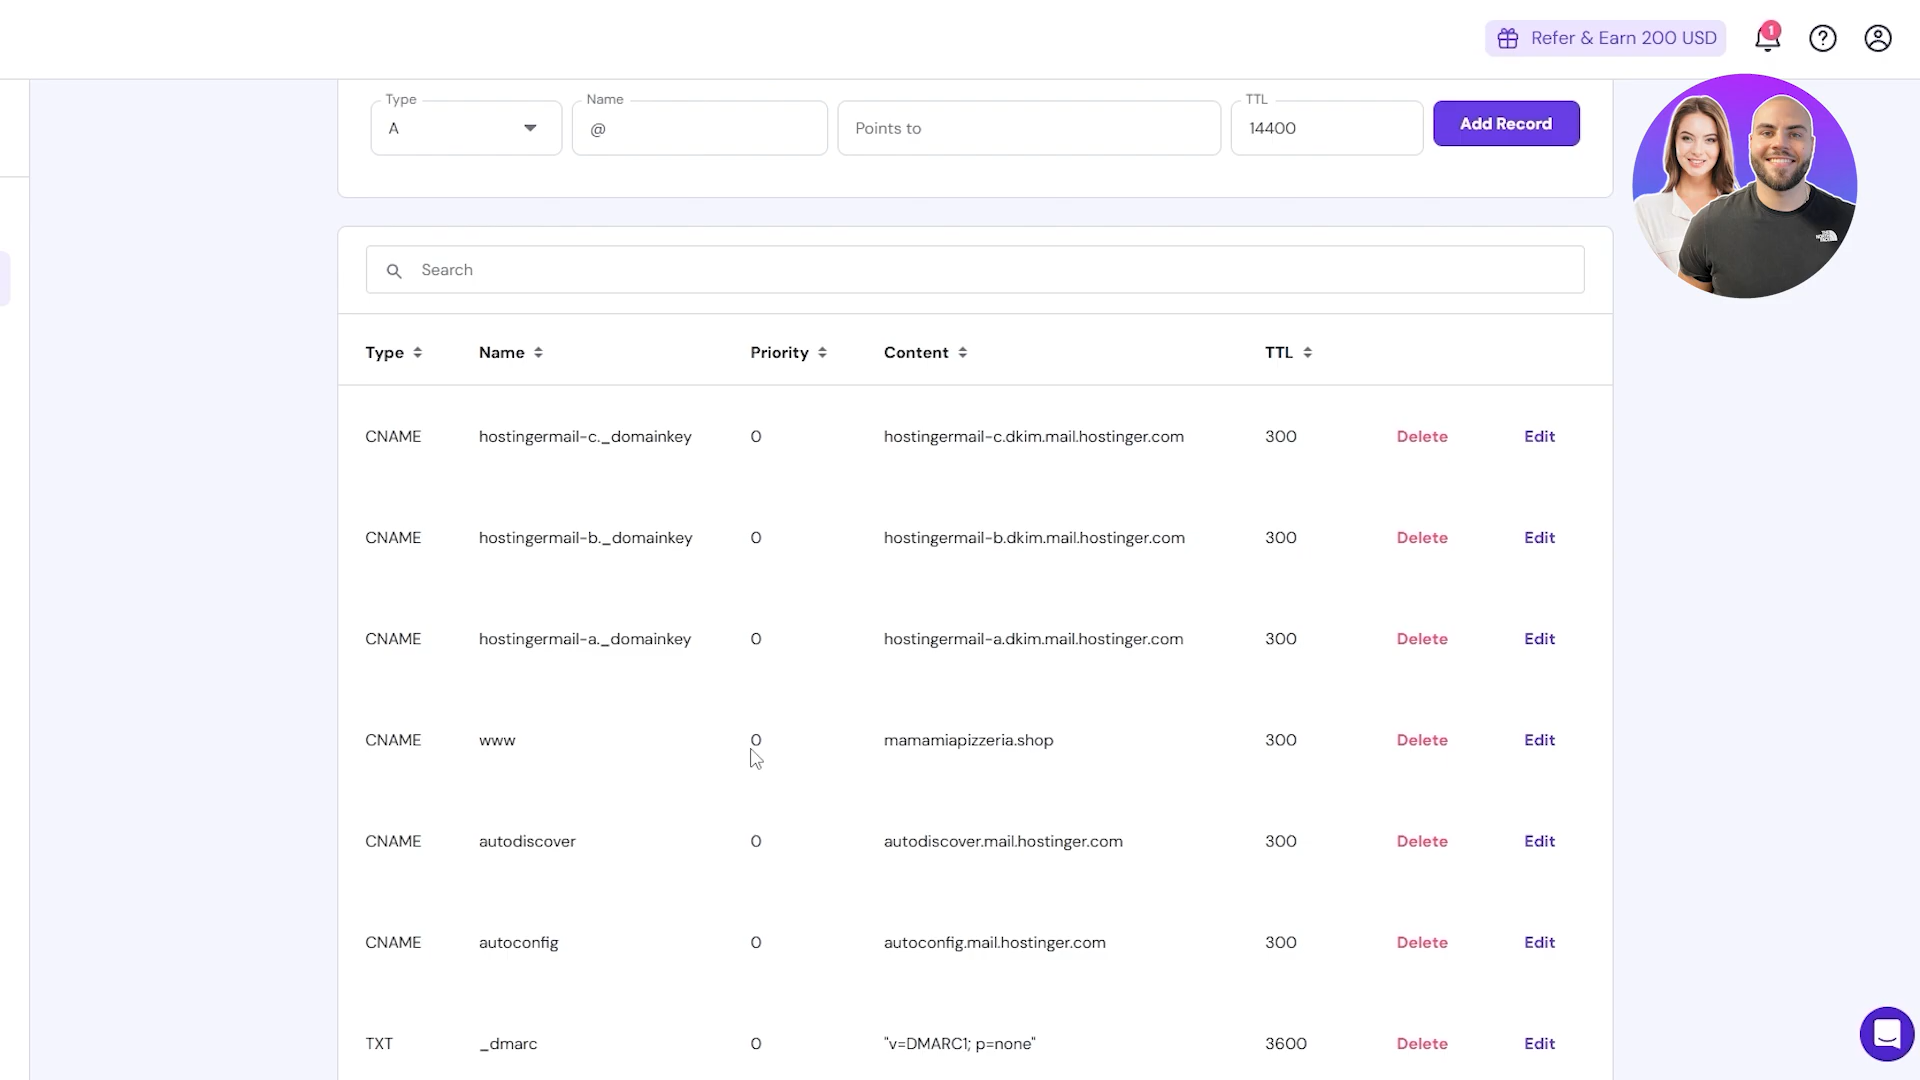 Refer & Earn 200 USD
1
Type
A
Name
@
Points to
TTL
14400
Add Record
Search
Type Name Priority Content TTL
CNAME hostingermail-c._domainkey 0 hostingermail-c.dkim.mail.hostinger.com 300 Delete Edit
CNAME hostingermail-b._domainkey 0 hostingermail-b.dkim.mail.hostinger.com 300 Delete Edit
CNAME hostingermail-a._domainkey 0 hostingermail-a.dkim.mail.hostinger.com 300 Delete Edit
CNAME www 0 mamamiapizzeria.shop 300 Delete Edit
CNAME autodiscover 0 autodiscover.mail.hostinger.com 300 Delete Edit
CNAME autoconfig 0 autoconfig.mail.hostinger.com 300 Delete Edit
TXT _dmarc 0 "v=DMARC1; p=none" 3600 Delete Edit